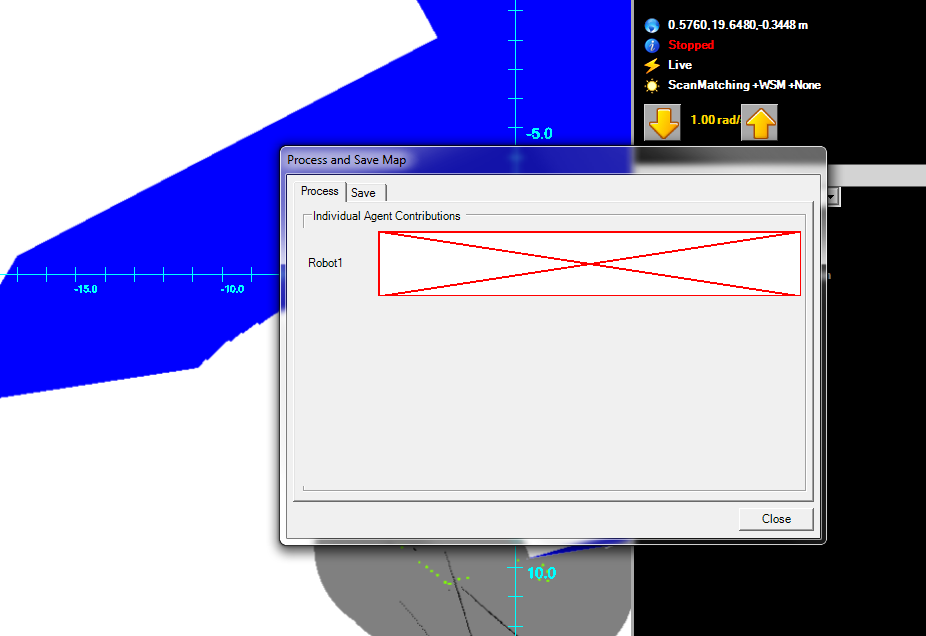 0.5760,19.6480,-0.3448 m
Stopped
Live
ScanMatching +WSM +None
1.00 rad/
-5.0
Process and Save Map
Process Save
Individual Agent Contributions
Robot1
-15.0 -10.0
Close
10.0